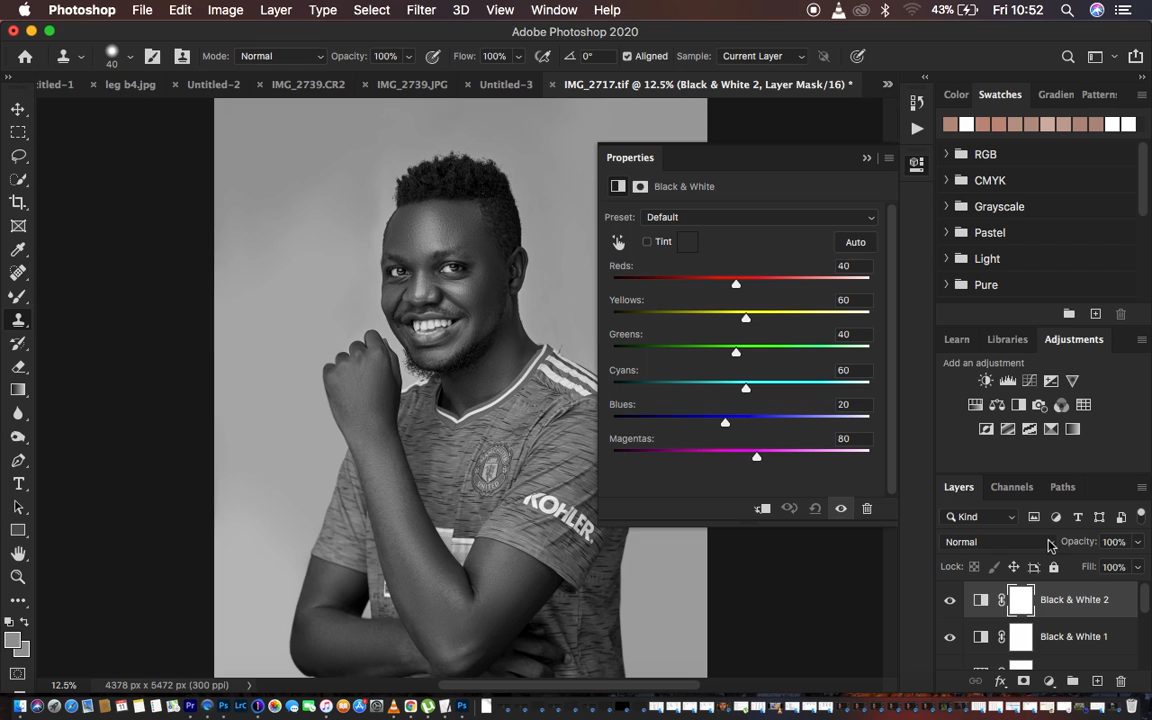 Photoshop File Edit Image Layer Type Select Filter 3D View Window Help 43% Fri 10:52
Adobe Photoshop 2020
40 Mode: Normal Opacity: 100% Flow: 100% 0° Aligned Sample: Current Layer
titled-1 leg b4.jpg Untitled-2 IMG_2739.CR2 IMG_2739.JPG Untitled-3 IMG_2717.tif @ 12.5% (Black & White 2, Layer Mask/16) *
Color Swatches Gradien Pattern:
RGB
CMYK
Grayscale
Pastel
Light
Pure
Properties
Black & White
Preset: Default
Tint Auto
Reds: 40
Yellows: 60
Greens: 40
Cyans: 60
Blues: 20
Magentas: 80
Learn Libraries Adjustments
Add an adjustment
Layers Channels Paths
Kind
Normal Opacity: 100%
Lock: Fill: 100%
Black & White 2
Black & White 1
KOHLER
12.5% 4378 px x 5472 px (300 ppi)